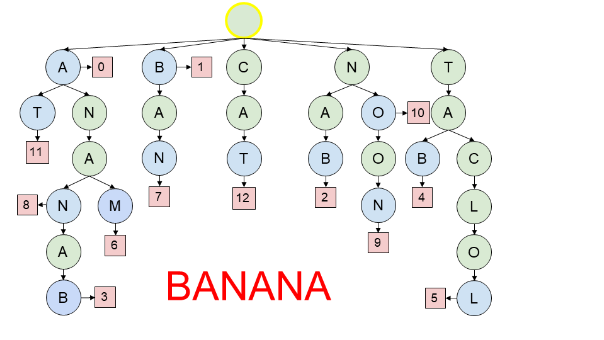 A 0 B 1 C N T
T N A A A O 10 A
11 A N T B O B C
8 N M 7 12 2 N 4 L
6 9
A O
B 3 5 L
BANANA